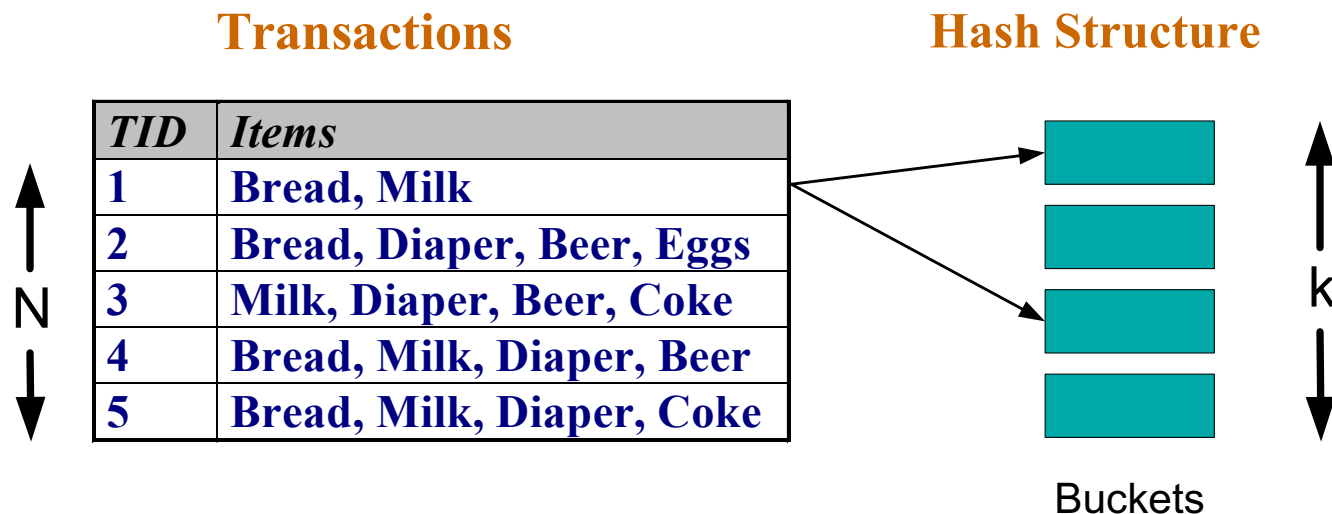 Transactions
Hash Structure
TID Items
1 Bread, Milk
2 Bread, Diaper, Beer, Eggs
3 Milk, Diaper, Beer, Coke
4 Bread, Milk, Diaper, Beer
5 Bread, Milk, Diaper, Coke
N
k
Buckets